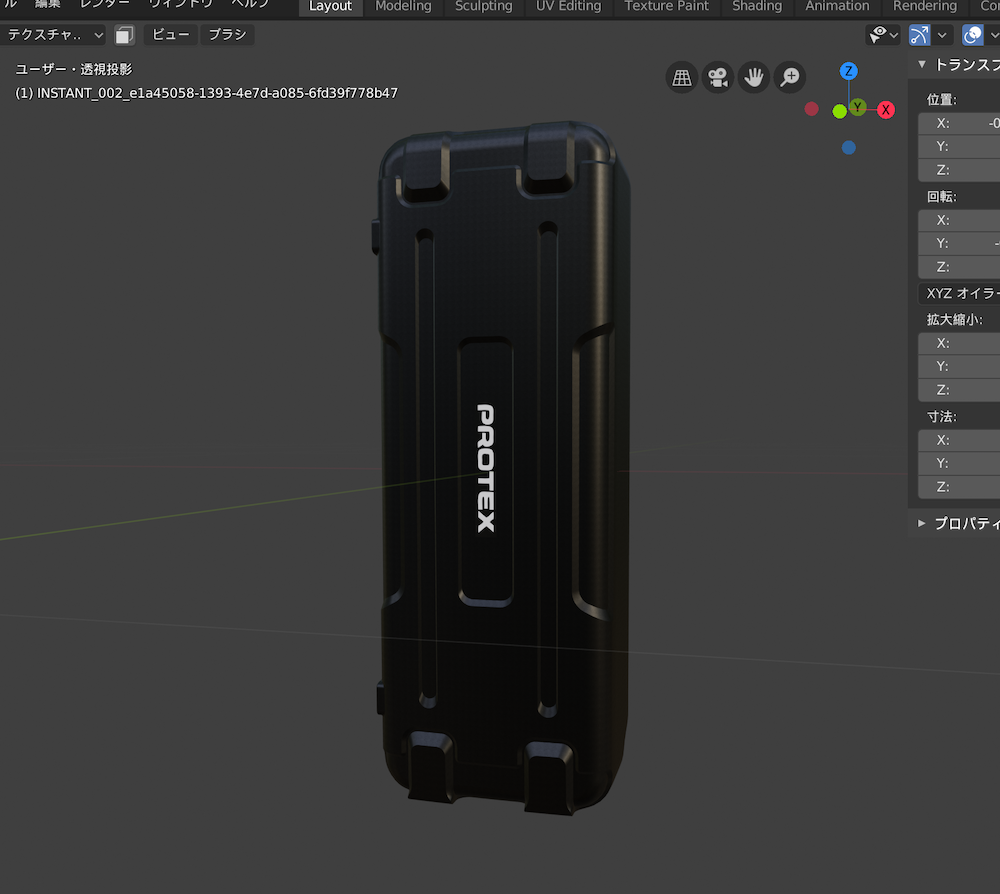 ル 編集 レンダー ウィンドウ ヘルプ Layout Modeling Sculpting UV Editing Texture Paint Shading Animation Rendering
テクスチャ.. ビュー ブラシ
ユーザー・透視投影
(1) INSTANT_002_e1a45058-1393-4e7d-a085-6fd39f778b47
Z
Y
X
トランスフ
位置:
X: -0
Y:
Z:
回転:
X:
Y: -
Z:
XYZ オイラー
拡大縮小:
X:
Y:
Z:
寸法:
X:
Y:
Z:
プロパティ
PROTEX